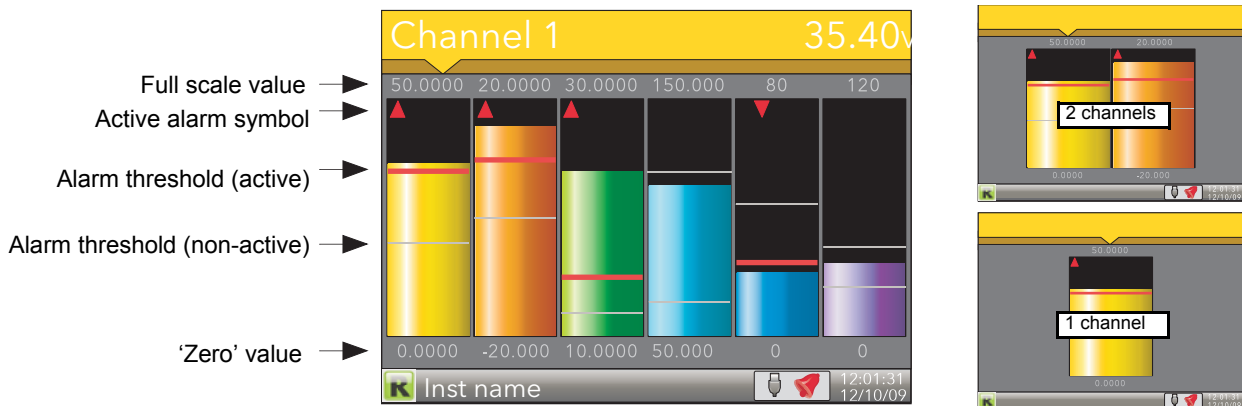 Full scale value
Active alarm symbol
Alarm threshold (active)
Alarm threshold (non-active)
‘Zero’ value
Channel 1 35.40v
50.0000 20.0000 30.0000 150.000 80 120
0.0000 -20.000 10.0000 50.000 0 0
Inst name
12:01:31
12/10/09
50.0000 20.0000
2 channels
0.0000 -20.000
12:01:31
12/10/09
50.0000
1 channel
0.0000
12:01:31
12/10/09